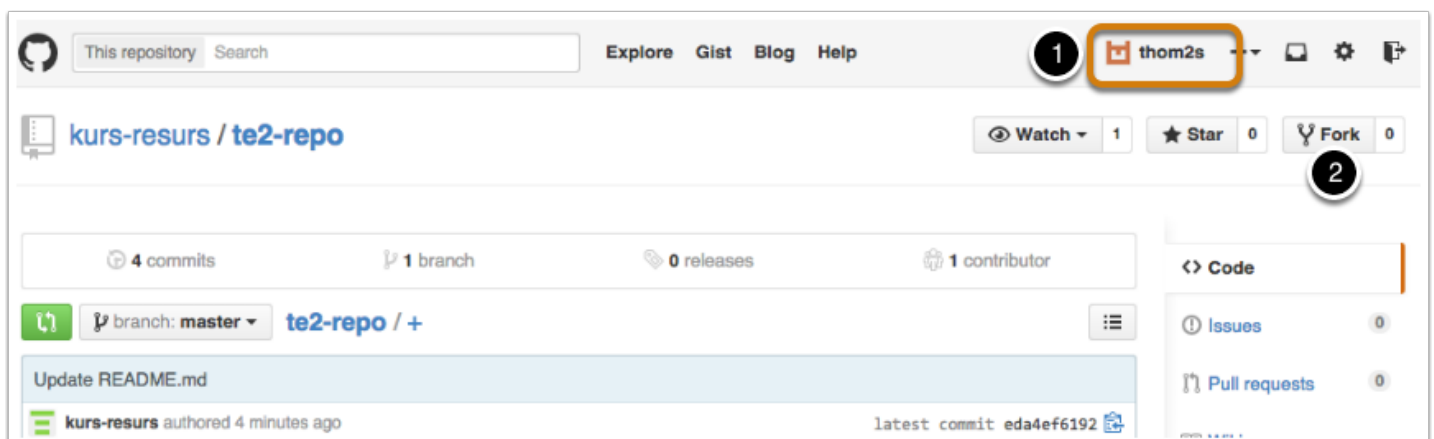 This repository Search Explore Gist Blog Help 1 thom2s
kurs-resurs / te2-repo Watch 1 Star 0 Fork 0
2
4 commits 1 branch 0 releases 1 contributor
<> Code
branch: master te2-repo / +
Issues 0
Update README.md
Pull requests 0
kurs-resurs authored 4 minutes ago latest commit eda4ef6192